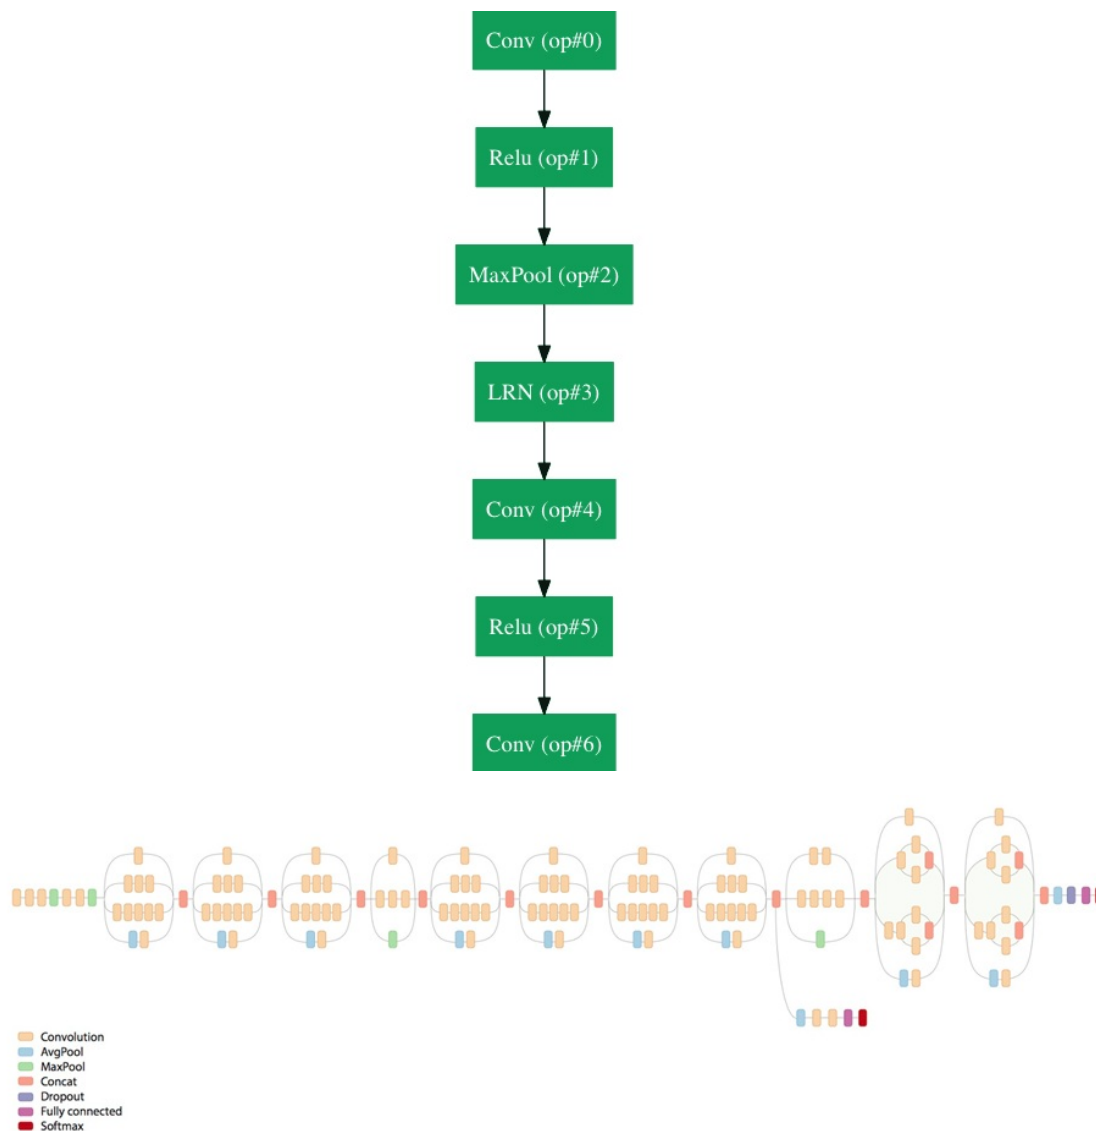 Conv (op#0)
Relu (op#1)
MaxPool (op#2)
LRN (op#3)
Conv (op#4)
Relu (op#5)
Conv (op#6)
Convolution
AvgPool
MaxPool
Concat
Dropout
Fully connected
Softmax